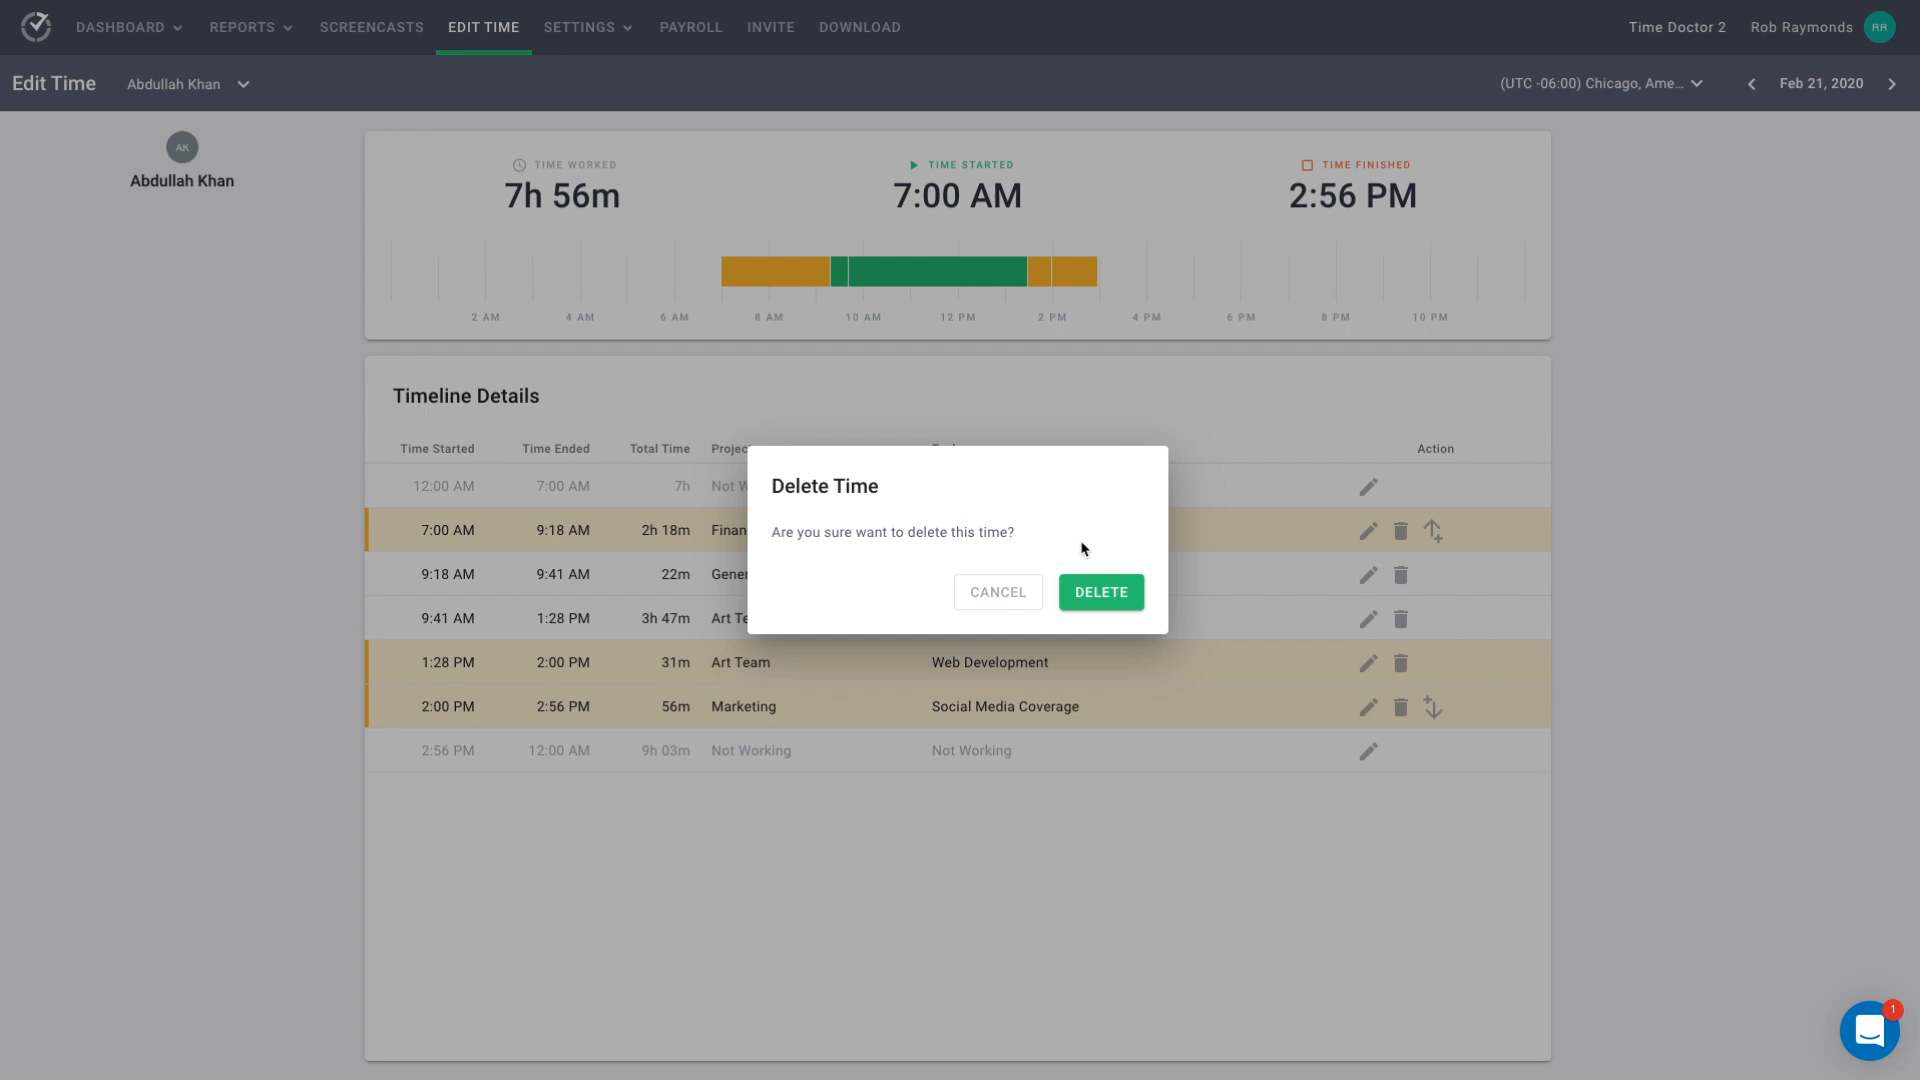 DASHBOARD REPORTS SCREENCASTS EDIT TIME SETTINGS PAYROLL INVITE DOWNLOAD Time Doctor 2 Rob Raymonds RR
Edit Time Abdullah Khan (UTC -06:00) Chicago, Ame... Feb 21, 2020
AK
Abdullah Khan
TIME WORKED TIME STARTED TIME FINISHED
7h 56m 7:00 AM 2:56 PM
2 AM 4 AM 6 AM 8 AM 10 AM 12 PM 2 PM 4 PM 6 PM 8 PM 10 PM
Timeline Details
Time Started Time Ended Total Time Projec Action
12:00 AM 7:00 AM 7h Not W
Delete Time
7:00 AM 9:18 AM 2h 18m Finan
Are you sure want to delete this time?
9:18 AM 9:41 AM 22m Gener
CANCEL DELETE
9:41 AM 1:28 PM 3h 47m Art Te
1:28 PM 2:00 PM 31m Art Team Web Development
2:00 PM 2:56 PM 56m Marketing Social Media Coverage
2:56 PM 12:00 AM 9h 03m Not Working Not Working
1